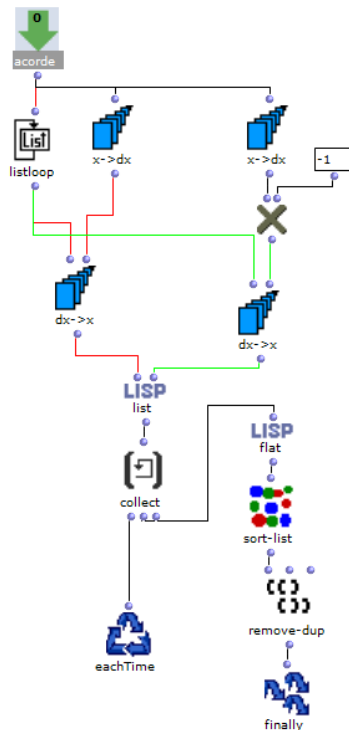 0
acorde
List
listloop
x->dx
x->dx
-1
dx->x
dx->x
LISP
list
collect
LISP
flat
sort-list
remove-dup
eachTime
finally